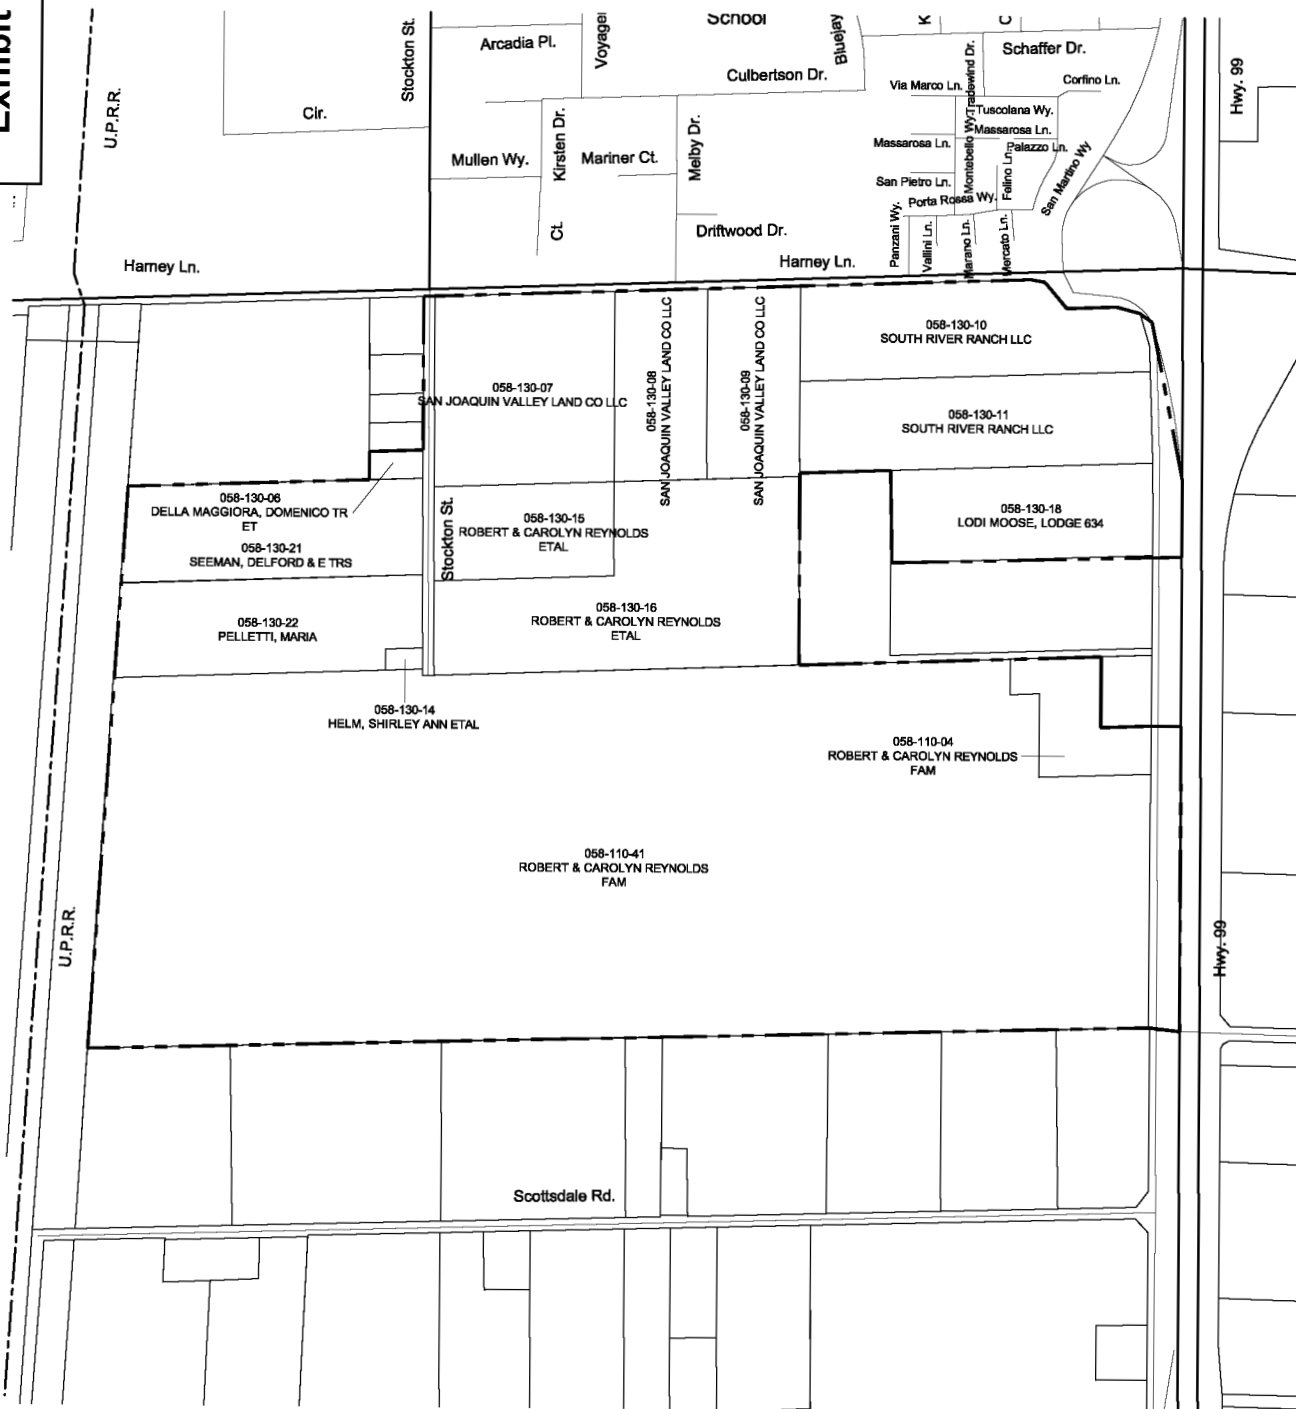 Exhibit
School
Stockton St.
Arcadia Pl.
Bluejay
K
C
Schaffer Dr.
Hwy. 99
Culbertson Dr.
Via Marco Ln.
Tradewind Dr.
Corfino Ln.
U.P.R.R.
Cir.
Tuscolana Wy.
Massarosa Ln.
Montebello Wy.
Massarosa Ln.
Palazzo Ln.
Mullen Wy.
Kirsten Dr.
Mariner Ct.
Melby Dr.
San Pietro Ln.
Felino Ln.
San Martino Wy
Porta Rossa Wy.
Ct.
Driftwood Dr.
Panzani Wy.
Vallini Ln.
Marano Ln.
Mercato Ln.
Harney Ln.
Harney Ln.
058-130-10
SOUTH RIVER RANCH LLC
058-130-07
SAN JOAQUIN VALLEY LAND CO LLC
058-130-08
SAN JOAQUIN VALLEY LAND CO LLC
058-130-09
SAN JOAQUIN VALLEY LAND CO LLC
058-130-11
SOUTH RIVER RANCH LLC
058-130-06
DELLA MAGGIORA, DOMENICO TR
ET
058-130-21
SEEMAN, DELFORD & E TRS
Stockton St.
058-130-15
ROBERT & CAROLYN REYNOLDS
ETAL
058-130-18
LODI MOOSE, LODGE 634
058-130-22
PELLETTI, MARIA
058-130-16
ROBERT & CAROLYN REYNOLDS
ETAL
058-130-14
HELM, SHIRLEY ANN ETAL
058-110-04
ROBERT & CAROLYN REYNOLDS
FAM
058-110-41
ROBERT & CAROLYN REYNOLDS
FAM
U.P.R.R.
Hwy. 99
Scottsdale Rd.